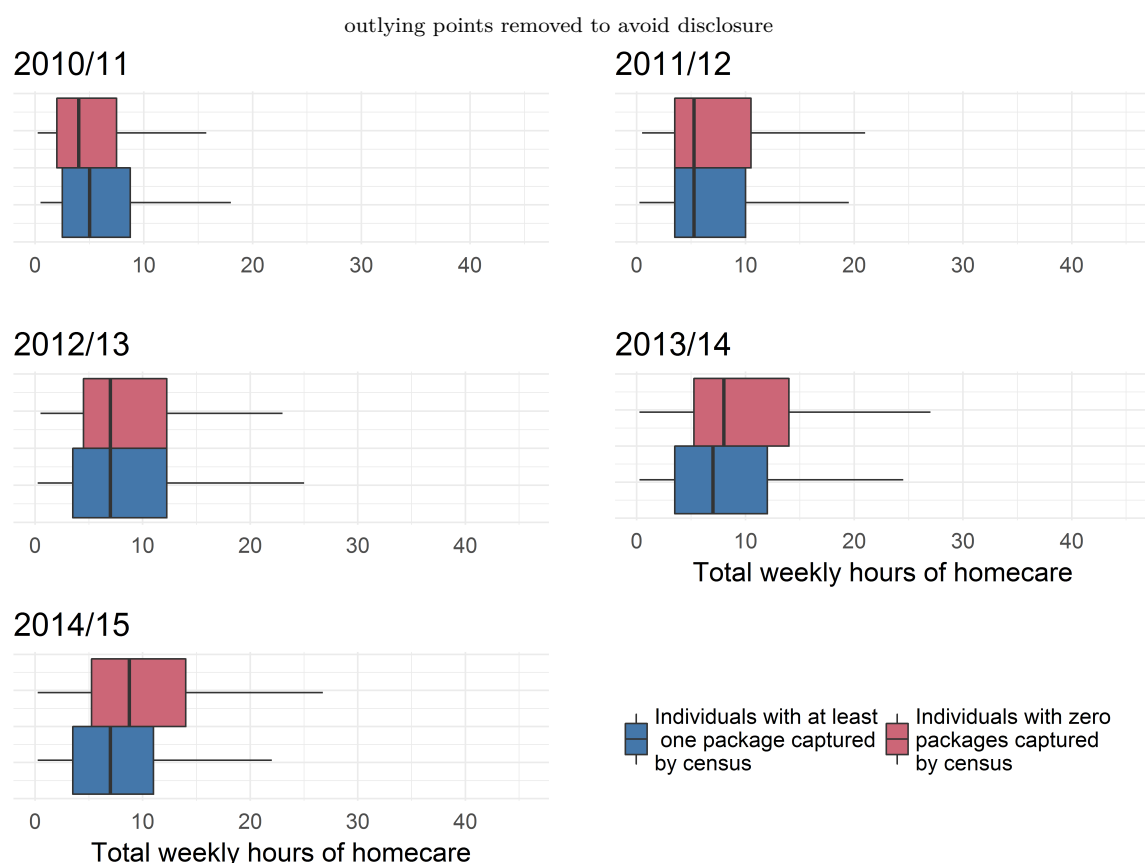 outlying points removed to avoid disclosure
2010/11
0 10 20 30 40
2011/12
0 10 20 30 40
2012/13
0 10 20 30 40
2013/14
0 10 20 30 40
Total weekly hours of homecare
2014/15
0 10 20 30 40
Total weekly hours of homecare
Individuals with at least
one package captured
by census
Individuals with zero
packages captured
by census